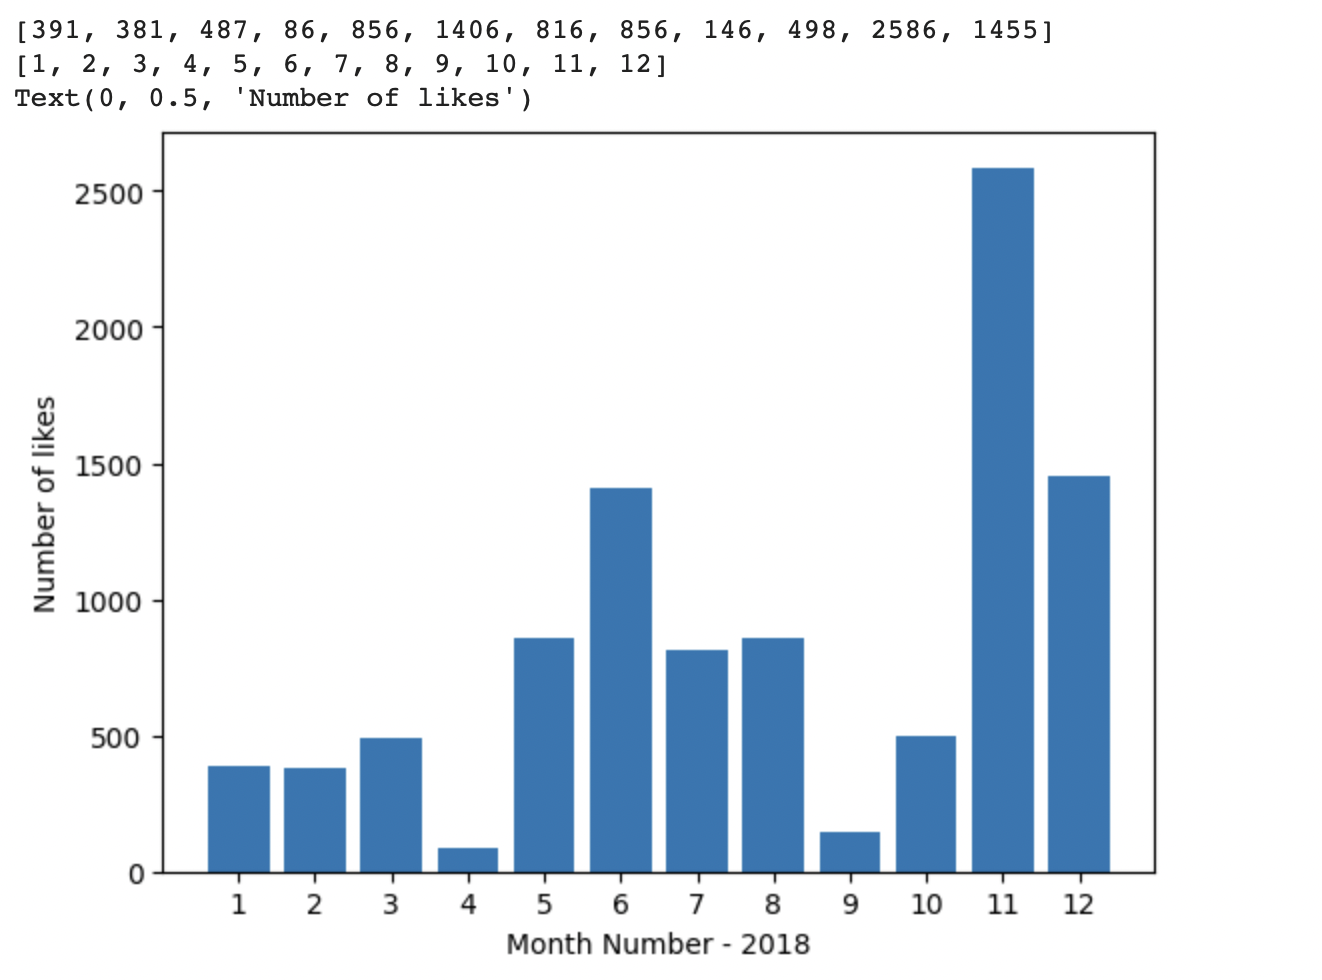 [391, 381, 487, 86, 856, 1406, 816, 856, 146, 498, 2586, 1455]
[1, 2, 3, 4, 5, 6, 7, 8, 9, 10, 11, 12]
Text(0, 0.5, 'Number of likes')
2500
2000
1500
1000
500
0
Number of likes
1 2 3 4 5 6 7 8 9 10 11 12
Month Number - 2018